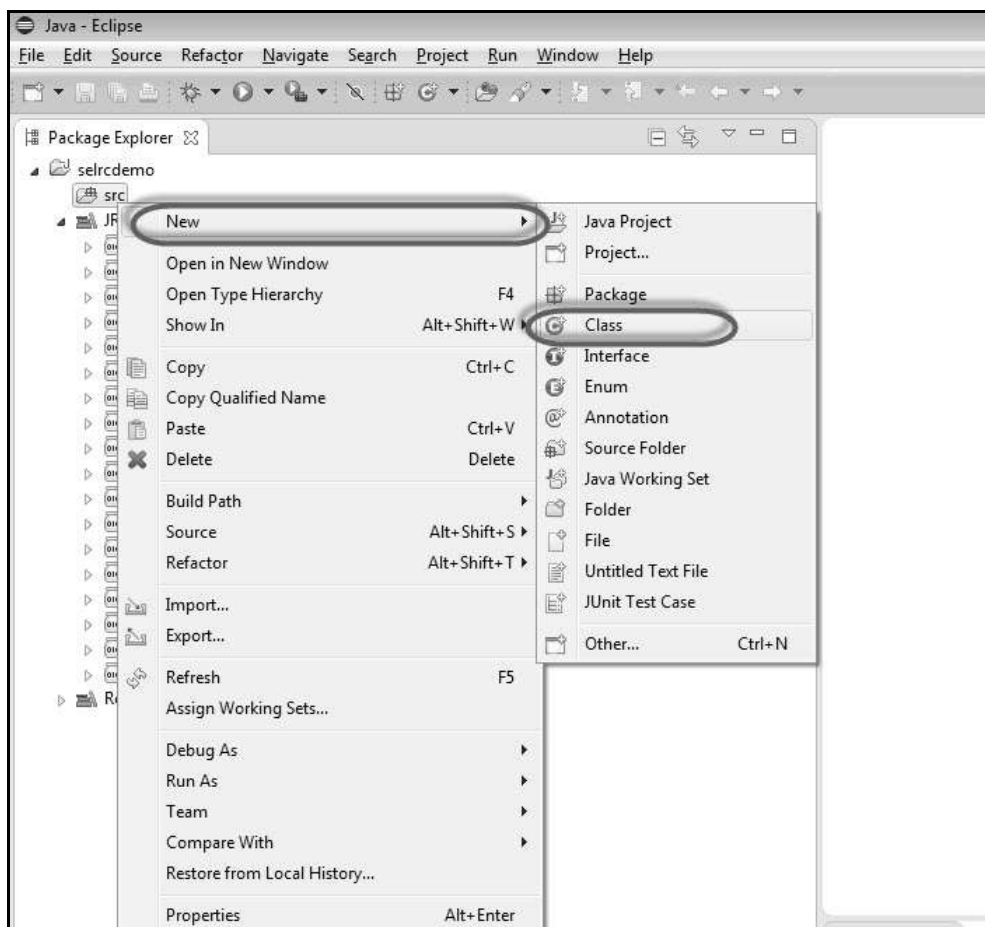 Java - Eclipse
File Edit Source Refactor Navigate Search Project Run Window Help
Package Explorer
selrcdemo
src
New
Open in New Window
Open Type Hierarchy F4
Show In Alt+Shift+W
Copy Ctrl+C
Copy Qualified Name
Paste Ctrl+V
Delete Delete
Build Path
Source Alt+Shift+S
Refactor Alt+Shift+T
Import...
Export...
Refresh F5
Assign Working Sets...
Debug As
Run As
Team
Compare With
Restore from Local History...
Properties Alt+Enter
Java Project
Project...
Package
Class
Interface
Enum
Annotation
Source Folder
Java Working Set
Folder
File
Untitled Text File
JUnit Test Case
Other... Ctrl+N